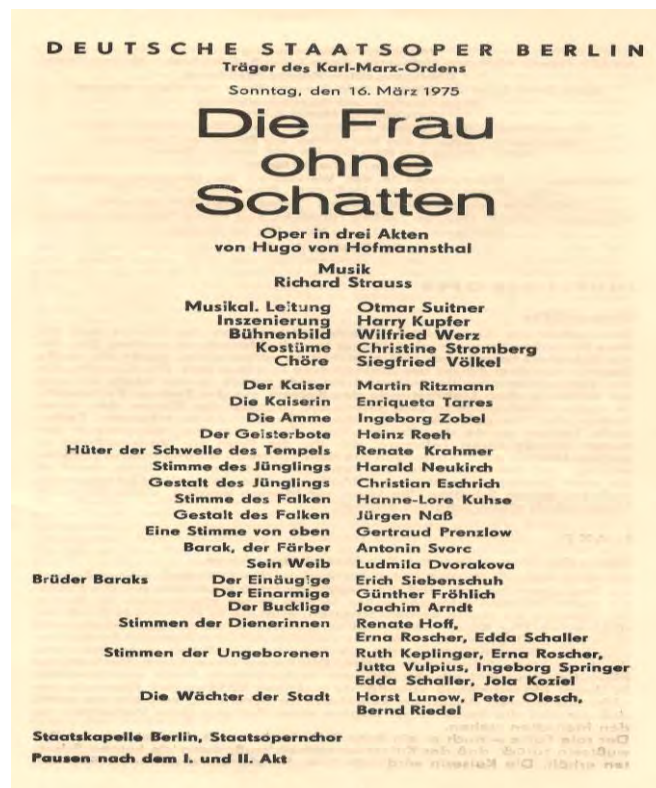 DEUTSCHE STAATSOPER BERLIN
Träger des Karl-Marx-Ordens
Sonntag, den 16. März 1975
Die Frau
ohne
Schatten
Oper in drei Akten
von Hugo von Hofmannsthal
Musik
Richard Strauss
Musikal. Leitung Otmar Suitner
Inszenierung Harry Kupfer
Bühnenbild Wilfried Werz
Kostüme Christine Stromberg
Chöre Siegfried Völkel
Der Kaiser Martin Ritzmann
Die Kaiserin Enriqueta Tarres
Die Amme Ingeborg Zobel
Der Geisterbote Heinz Reeh
Hüter der Schwelle des Tempels Renate Krahmer
Stimme des Jünglings Harald Neukirch
Gestalt des Jünglings Christian Eschrich
Stimme des Falken Hanne-Lore Kuhse
Gestalt des Falken Jürgen Naß
Eine Stimme von oben Gertraud Prenzlow
Barak, der Färber Antonin Svorc
Sein Weib Ludmila Dvorakova
Brüder Baraks Der Einäugige Erich Siebenschuh
Der Einarmige Günther Fröhlich
Der Bucklige Joachim Arndt
Stimmen der Dienerinnen Renate Hoff,
Erna Roscher, Edda Schaller
Stimmen der Ungeborenen Ruth Keplinger, Erna Roscher,
Jutta Vulpius, Ingeborg Springer
Edda Schaller, Jola Koziel
Die Wächter der Stadt Horst Lunow, Peter Olesch,
Bernd Riedel
Staatskapelle Berlin, Staatsopernchor
Pausen nach dem I. und II. Akt